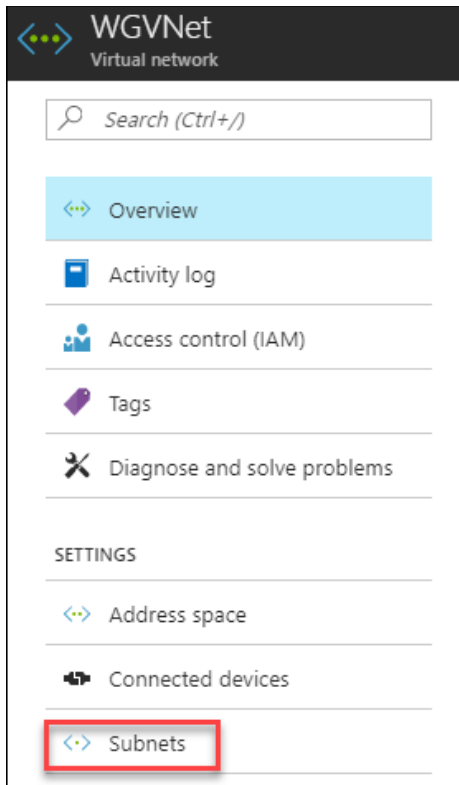 WGVNet
Virtual network
Search (Ctrl+/)
Overview
Activity log
Access control (IAM)
Tags
Diagnose and solve problems
SETTINGS
Address space
Connected devices
Subnets